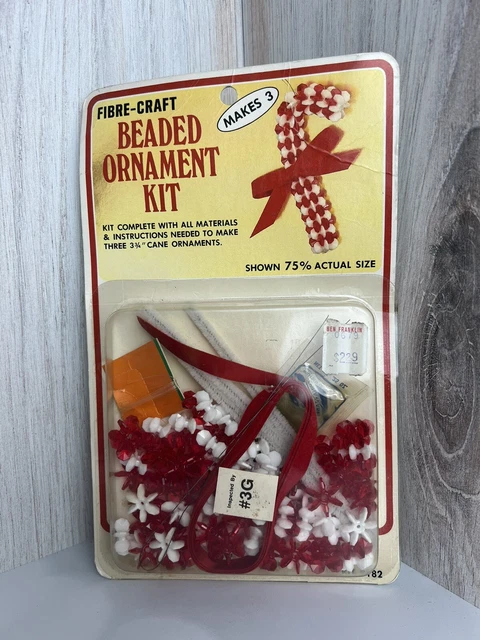 FIBRE-CRAFT
MAKES 3
BEADED
ORNAMENT
KIT
KIT COMPLETE WITH ALL MATERIALS
& INSTRUCTIONS NEEDED TO MAKE
THREE 3¾" CANE ORNAMENTS.
SHOWN 75% ACTUAL SIZE
BEN FRANKLIN
inspected By
#3G
82